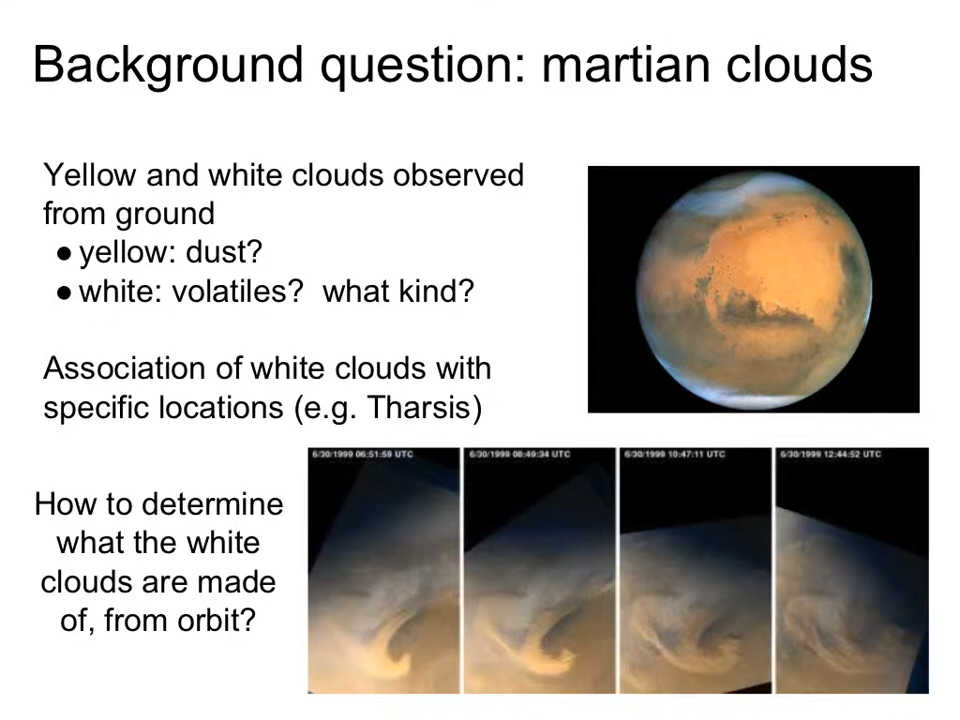 Background question: martian clouds
Yellow and white clouds observed
from ground
● yellow: dust?
● white: volatiles?  what kind?
Association of white clouds with
specific locations (e.g. Tharsis)
How to determine
what the white
clouds are made
of, from orbit?
6/30/1999 06:51:59 UTC
6/30/1999 08:49:34 UTC
6/30/1999 10:47:11 UTC
6/30/1999 12:44:52 UTC